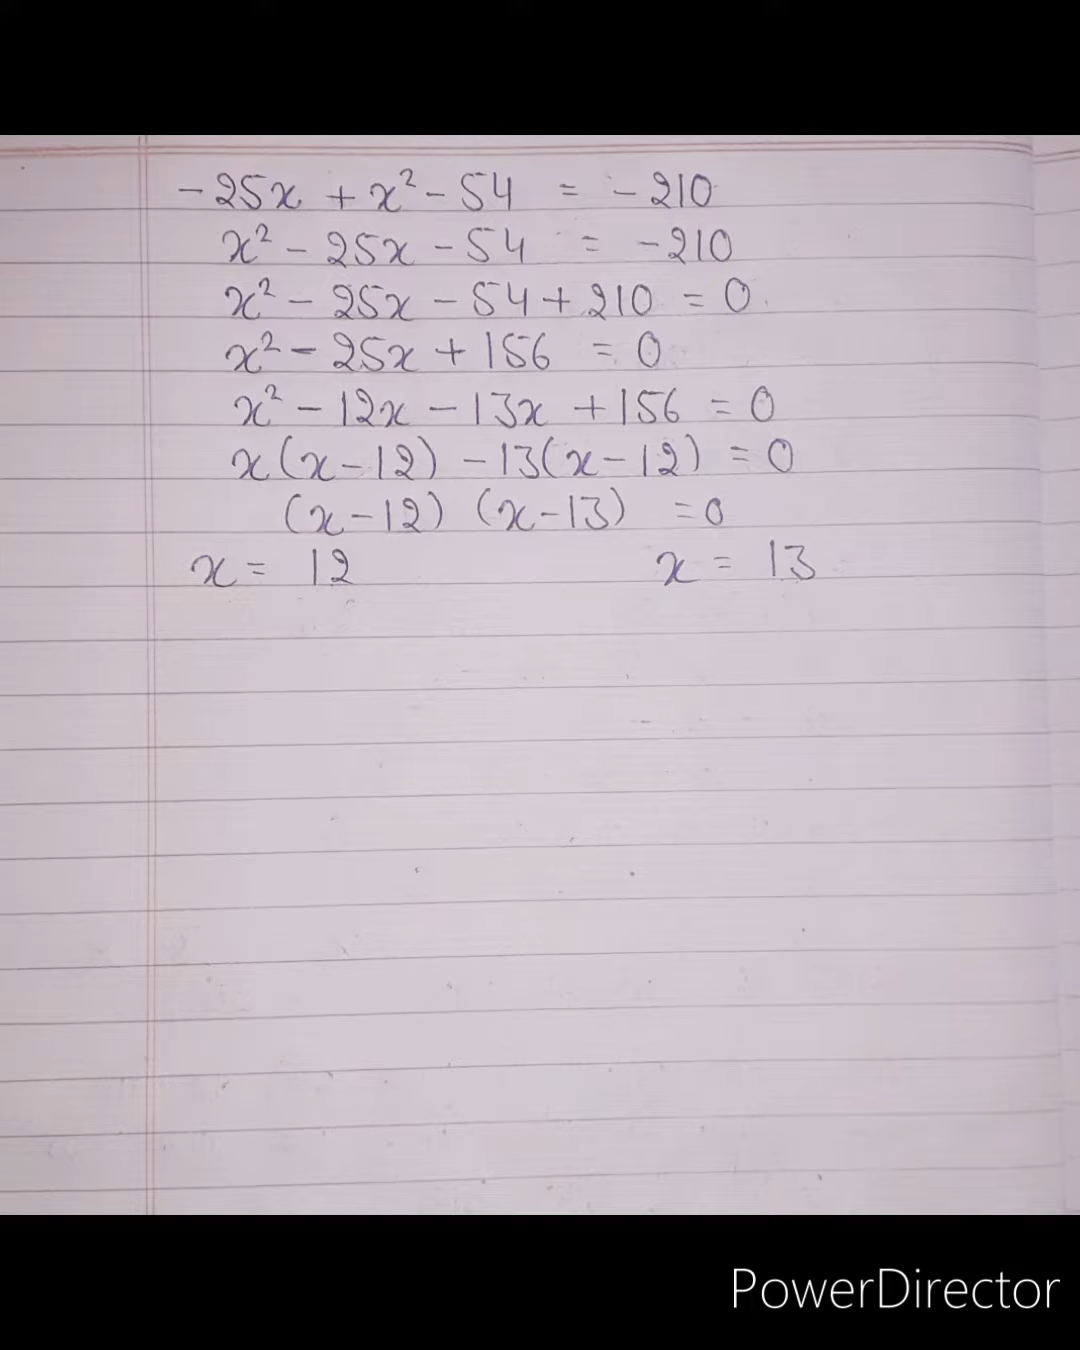 -25x + x² - 54 = -210
x² - 25x - 54 = -210
x² - 25x - 54 + 210 = 0
x² - 25x + 156 = 0
x² - 12x - 13x + 156 = 0
x(x-12) -13(x-12) = 0
(x-12) (x-13) = 0
x = 12 x = 13
PowerDirector